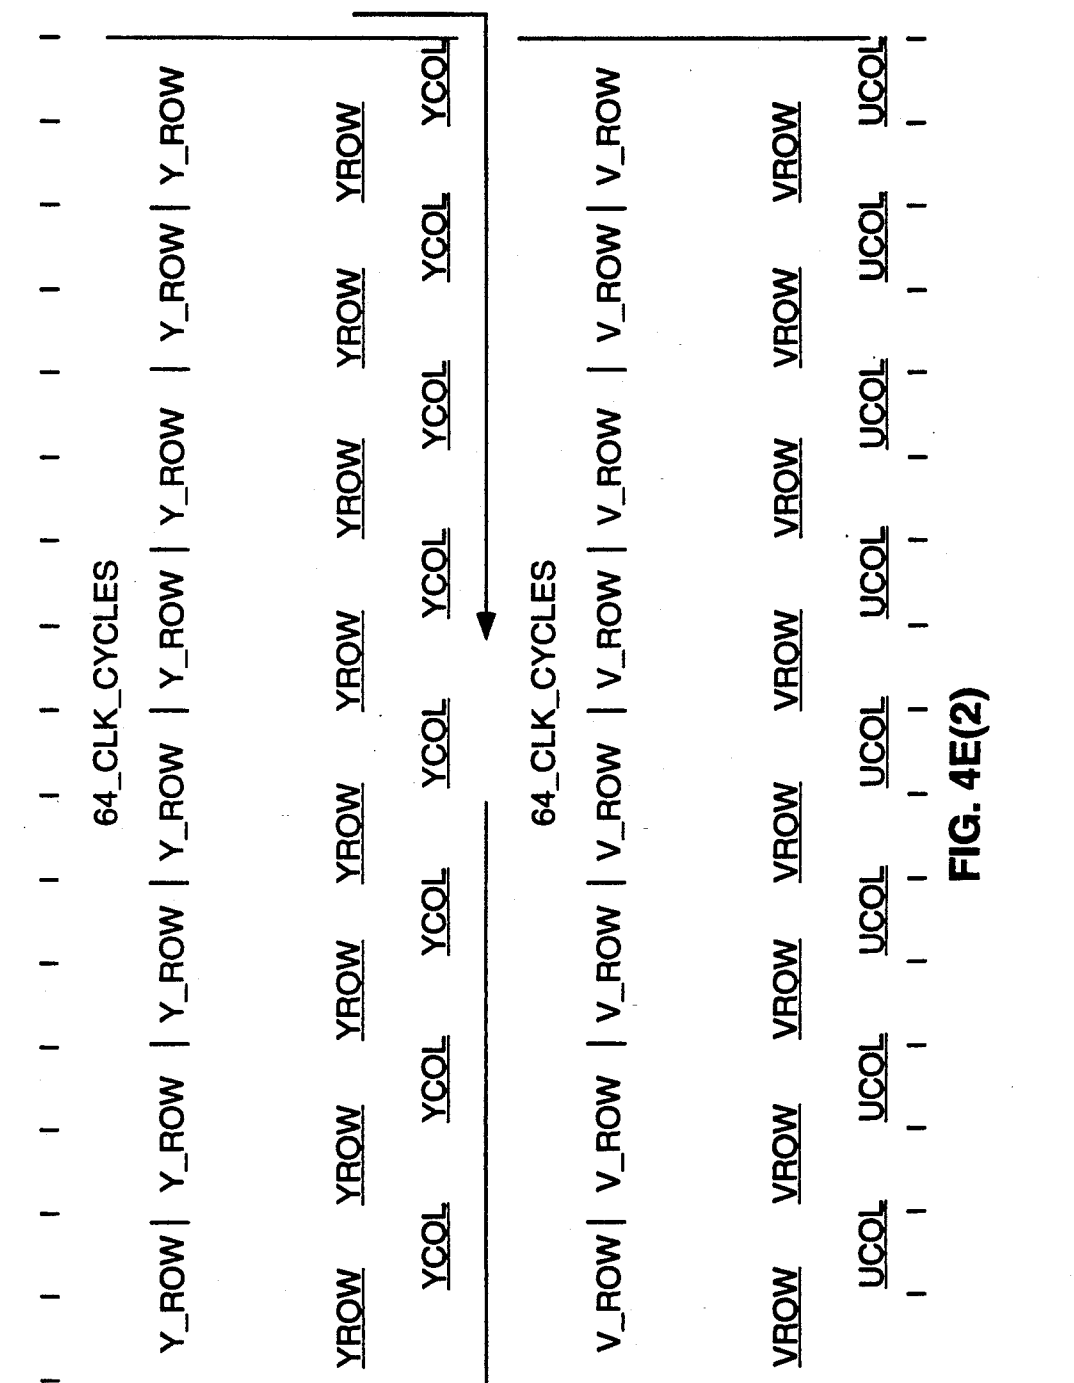 64_CLK_CYCLES
Y_ROW| Y_ROW | Y_ROW| Y_ROW | Y_ROW| Y_ROW | Y_ROW| Y_ROW
YROW YROW YROW YROW YROW YROW YROW YROW
YCOL YCOL YCOL YCOL YCOL YCOL YCOL YCOL
64_CLK_CYCLES
V_ROW| V_ROW | V_ROW| V_ROW | V_ROW| V_ROW | V_ROW| V_ROW
VROW VROW VROW VROW VROW VROW VROW VROW
UCOL UCOL UCOL UCOL UCOL UCOL UCOL UCOL
FIG. 4E(2)